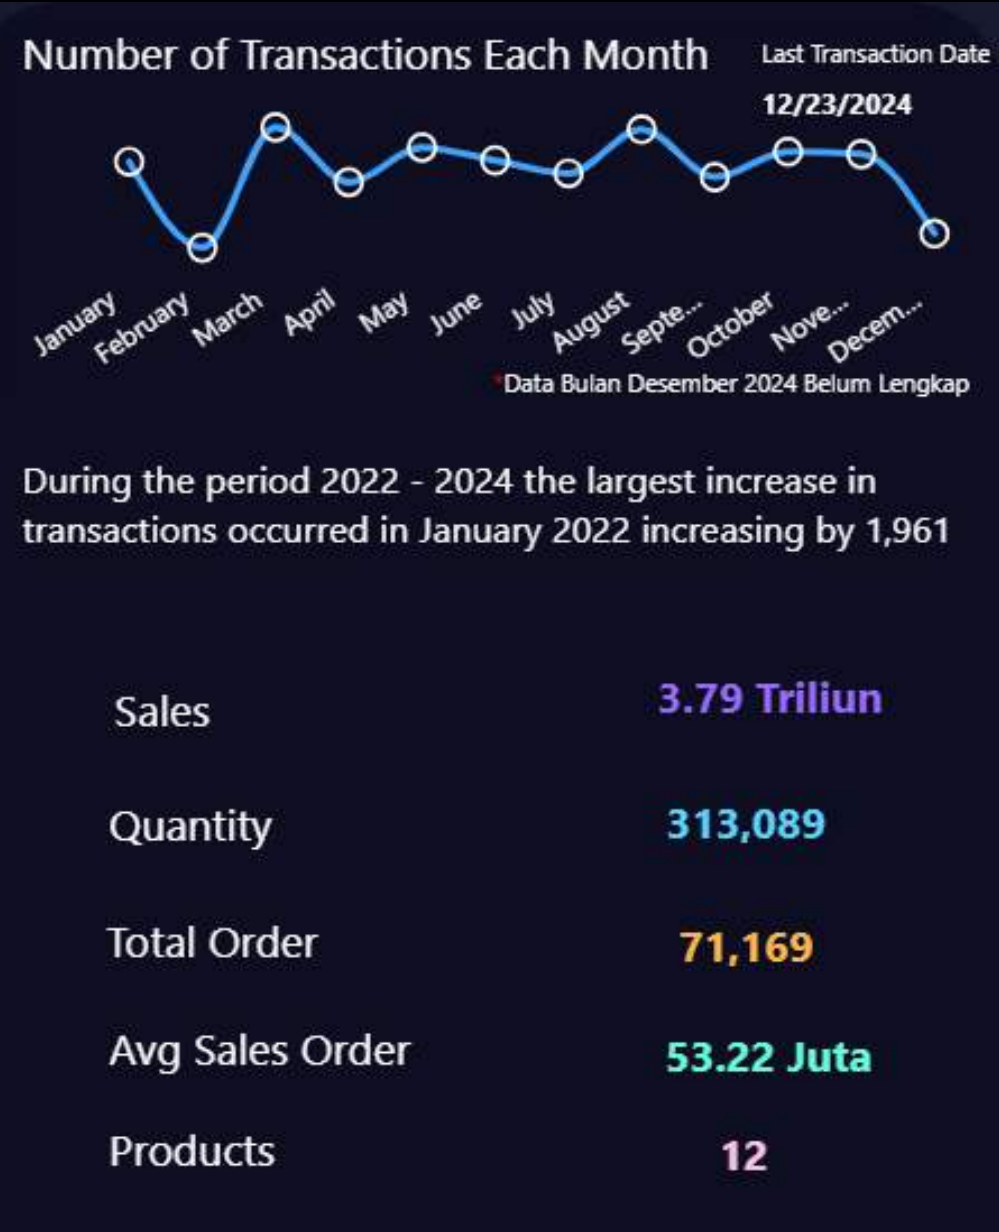 Number of Transactions Each Month
Last Transaction Date
12/23/2024
January
February
March
April
May
June
July
August
Septe...
October
Nove...
Decem...
*Data Bulan Desember 2024 Belum Lengkap
During the period 2022 - 2024 the largest increase in
transactions occurred in January 2022 increasing by 1,961
Sales
3.79 Triliun
Quantity
313,089
Total Order
71,169
Avg Sales Order
53.22 Juta
Products
12